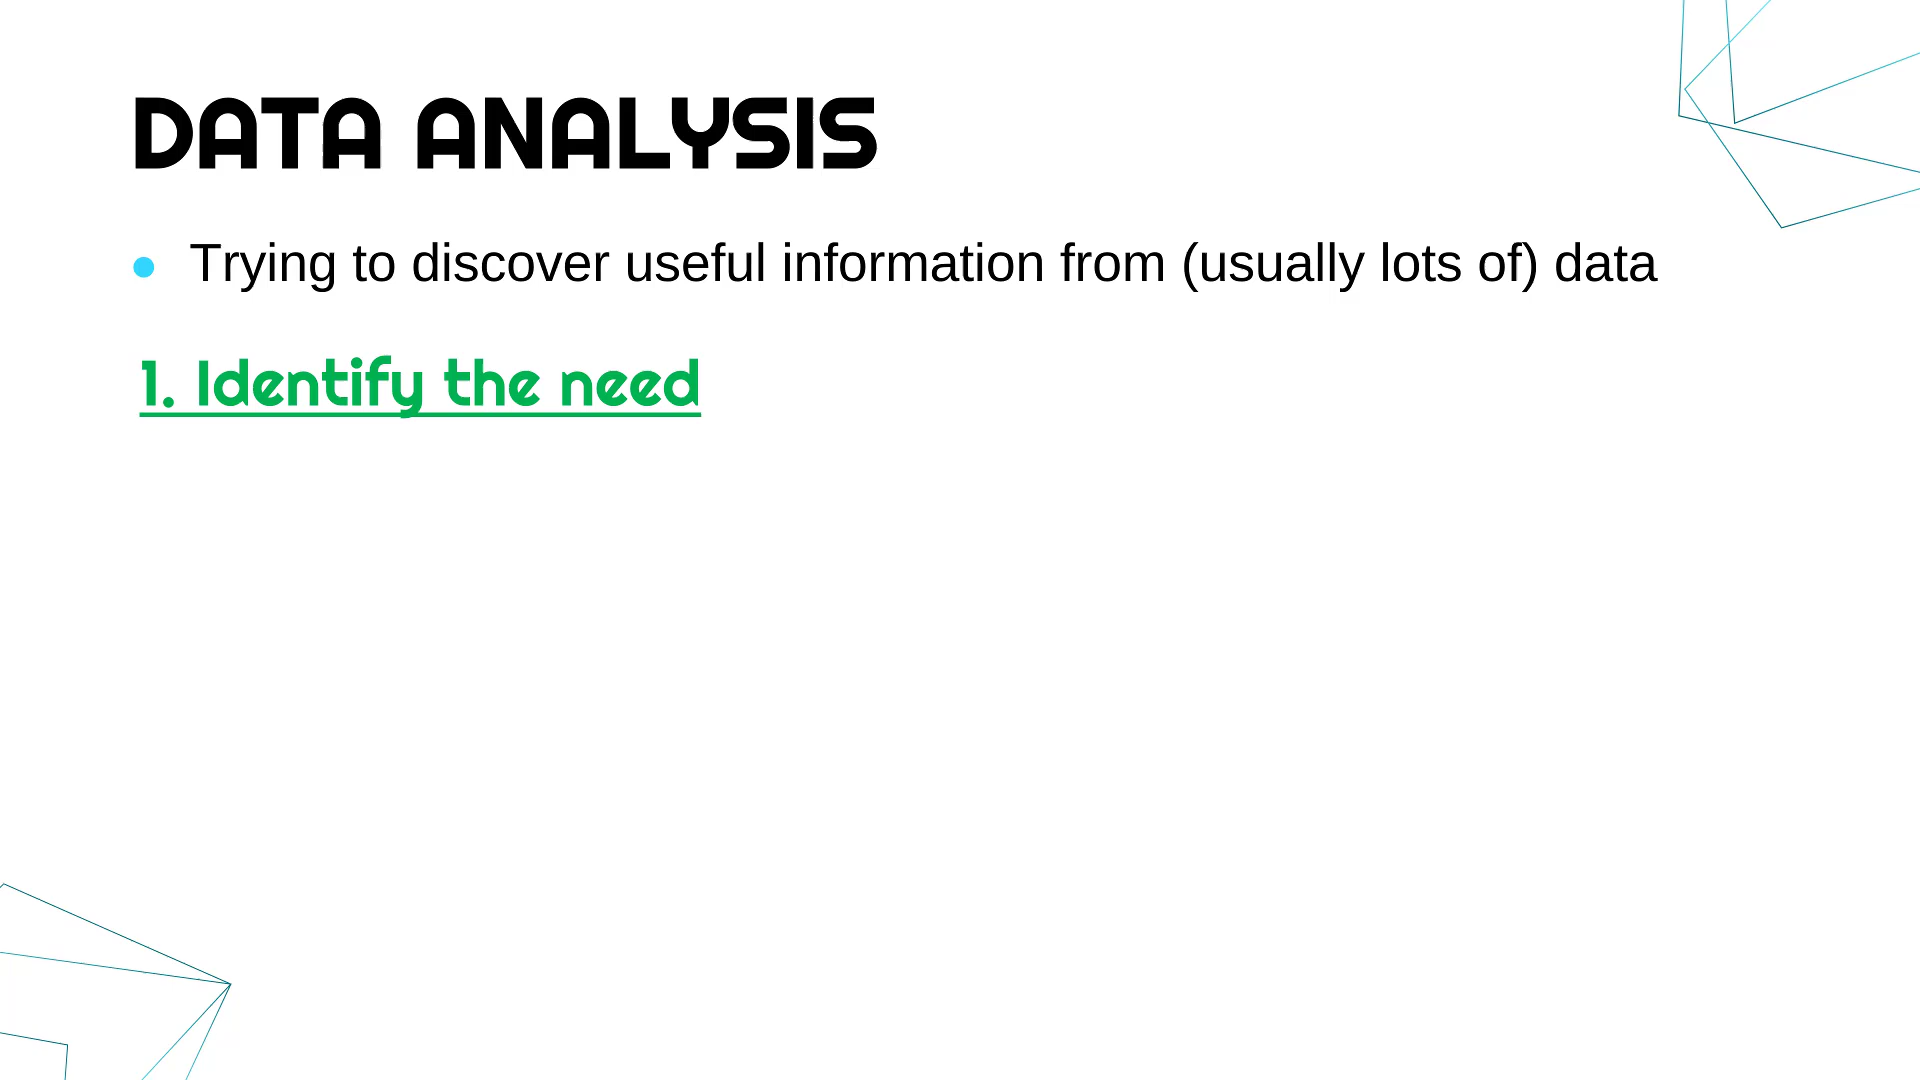 DATA ANALYSIS
Trying to discover useful information from (usually lots of) data
1. Identify the need